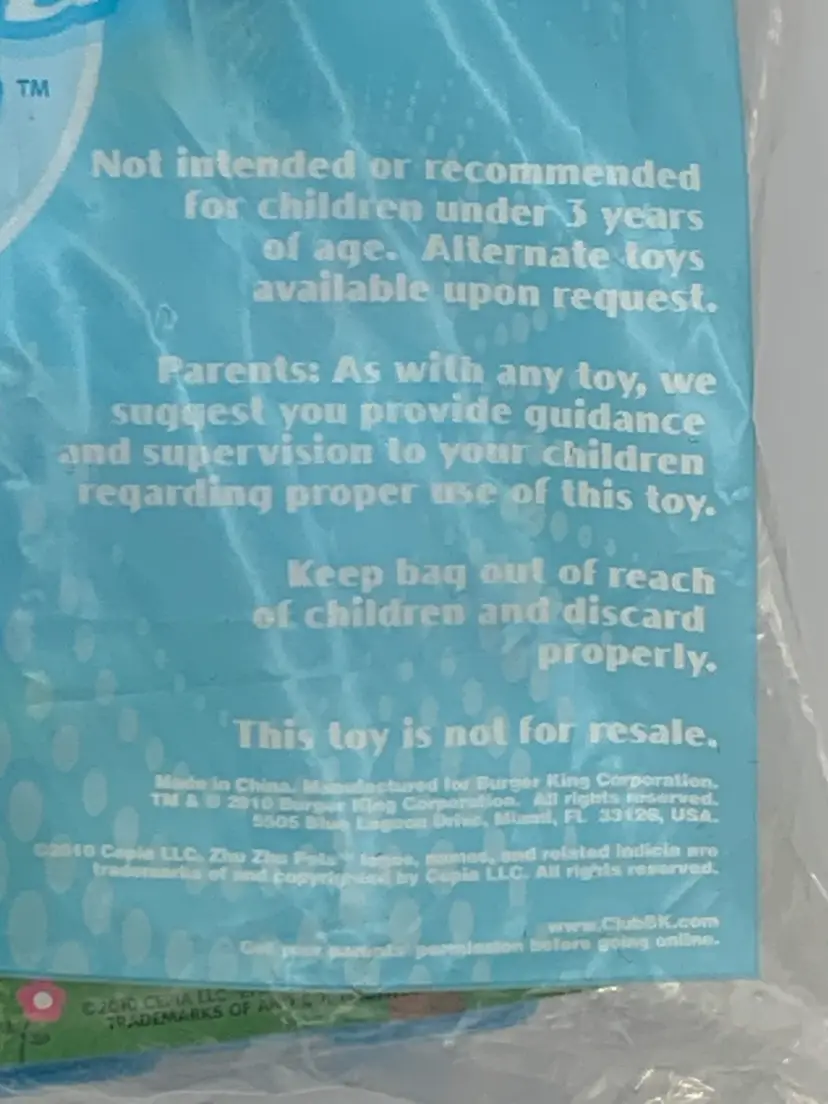 TM
Not intended or recommended
for children under 3 years
of age. Alternate toys
available upon request.
Parents: As with any toy, we
suggest you provide guidance
and supervision to your children
regarding proper use of this toy.
Keep bag out of reach
of children and discard
properly.
This toy is not for resale.
Made in China. Manufactured for Burger King Corporation.
TM & © 2010 Burger King Corporation. All rights reserved.
5505 Blue Lagoon Drive, Miami, FL 33126, USA.
©2010 Cepia LLC. Zhu Zhu Pets™ logos, names, and related indicia are
trademarks of and copyrighted by Cepia LLC. All rights reserved.
www.ClubBK.com
Get your parents' permission before going online.
©2010 CEPIA LLC
TRADEMARKS OF AND